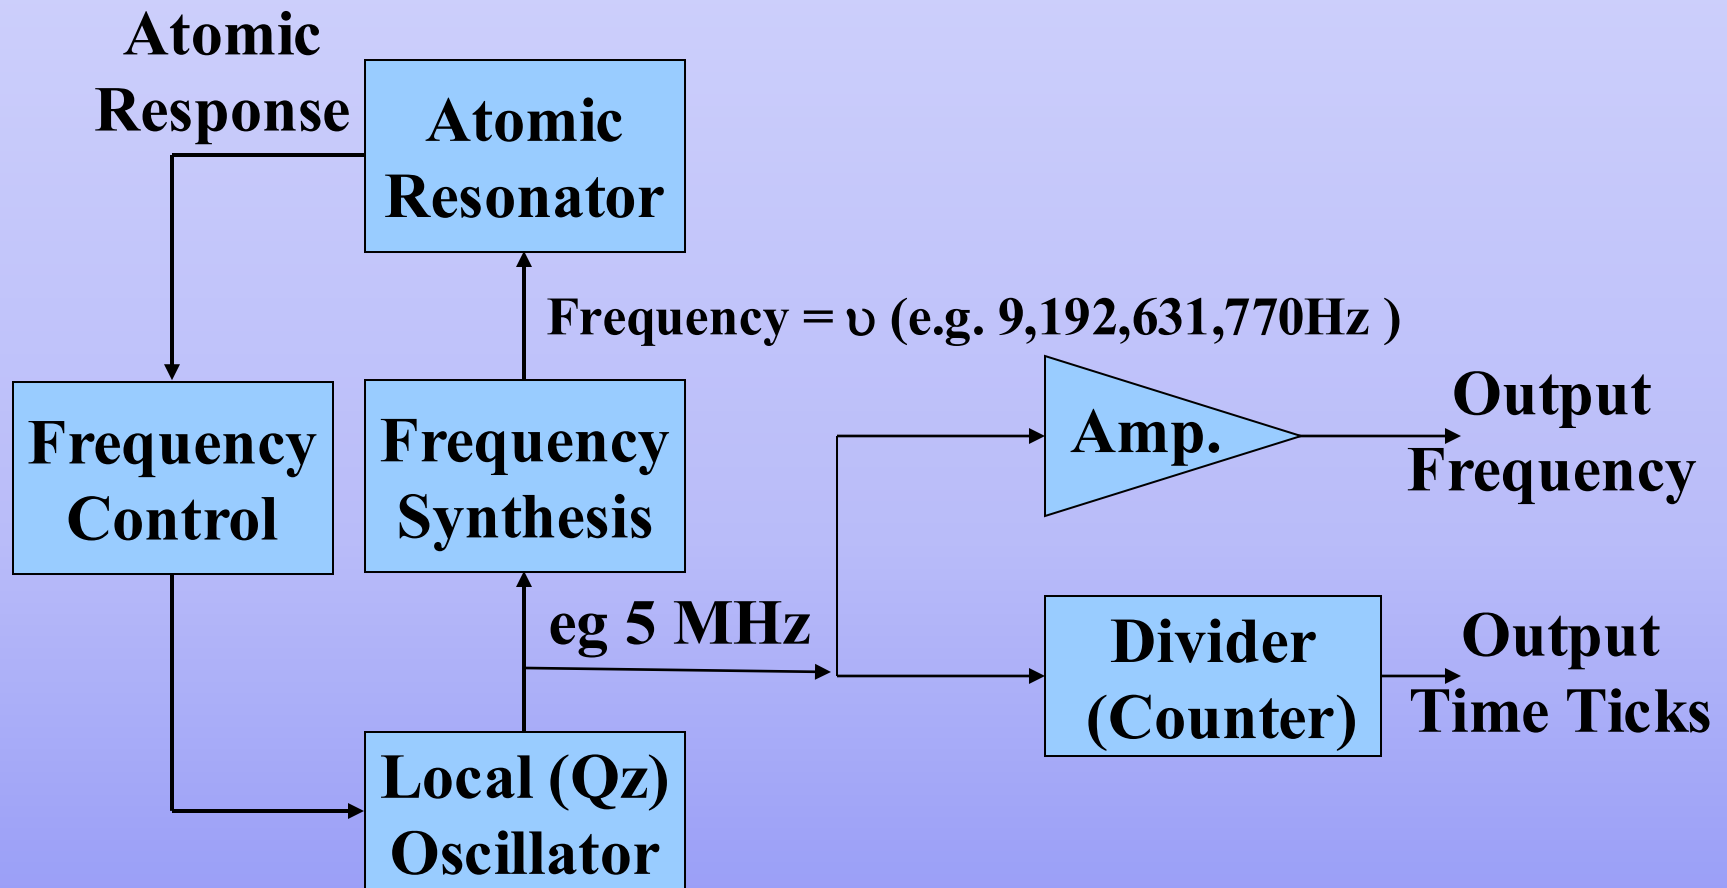 Atomic
Response
Atomic
Resonator
Frequency = υ (e.g. 9,192,631,770Hz )
Frequency
Control
Frequency
Synthesis
Amp.
Output
Frequency
eg 5 MHz
Divider
(Counter)
Output
Time Ticks
Local (Qz)
Oscillator